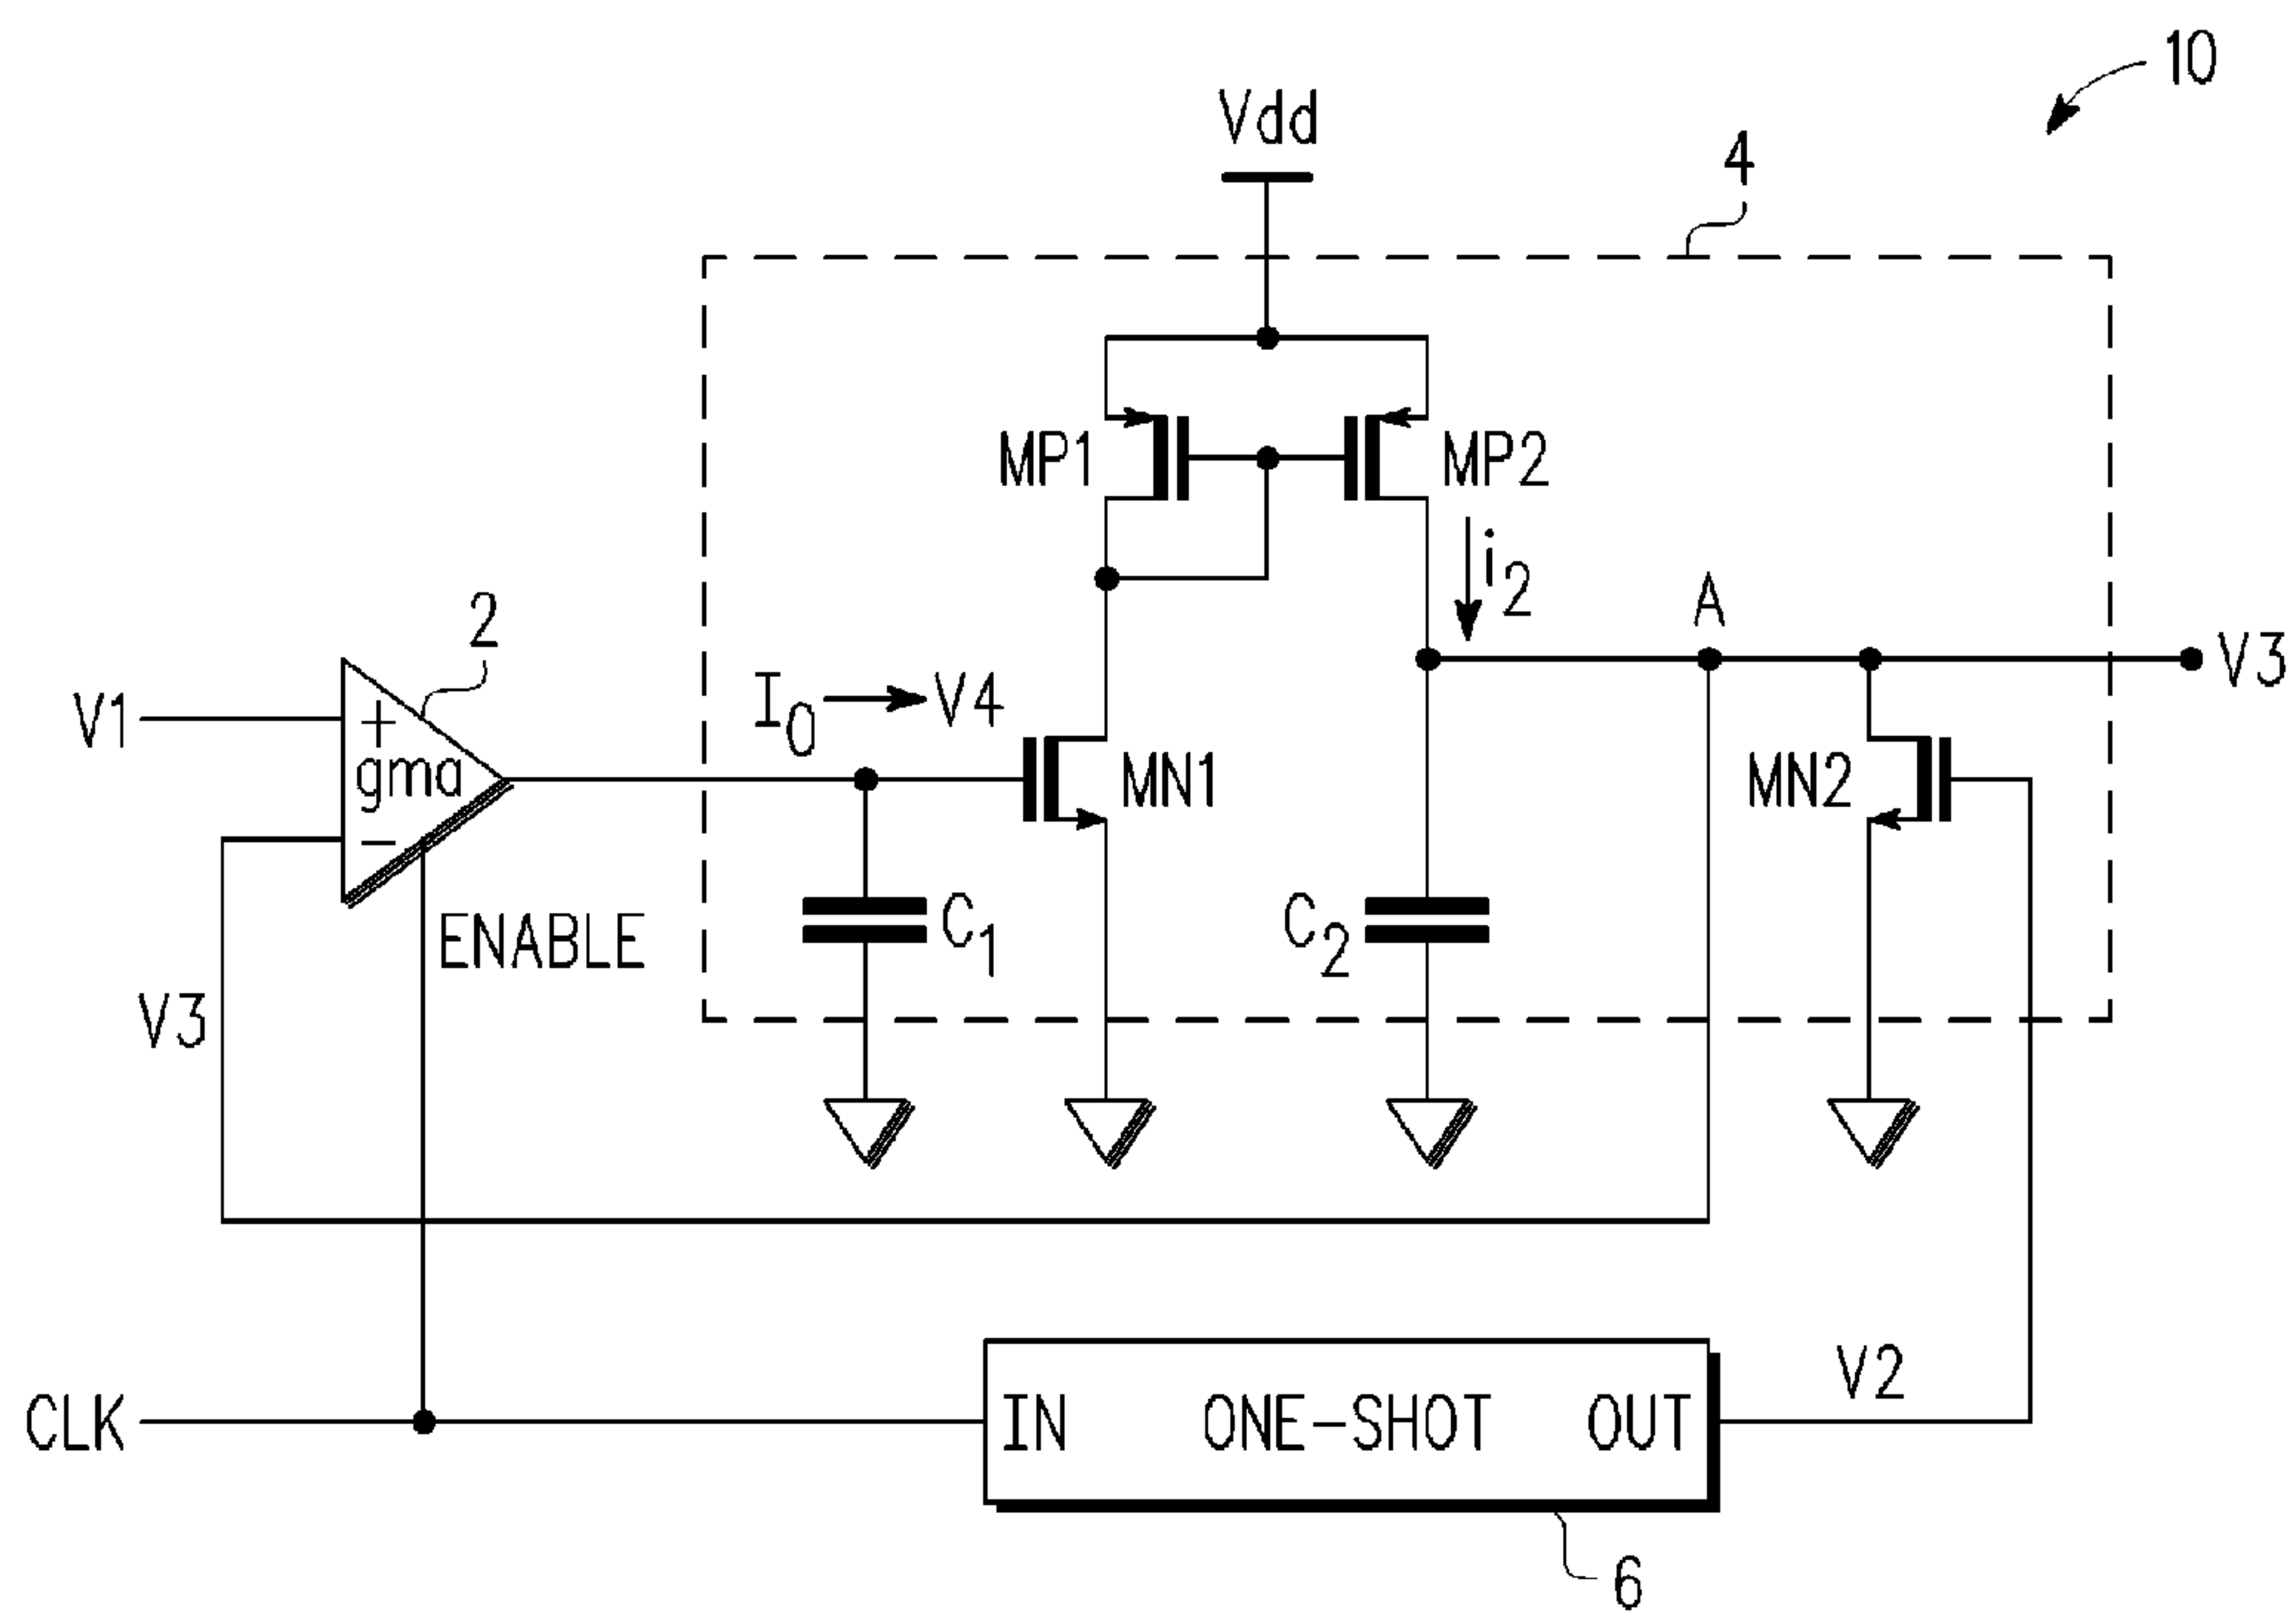 10
Vdd
4
MP1
MP2
i2
A
2
V3
V1
I0
V4
+
gma
−
MN1
MN2
ENABLE
C1
C2
V3
V2
CLK
IN ONE-SHOT OUT
6